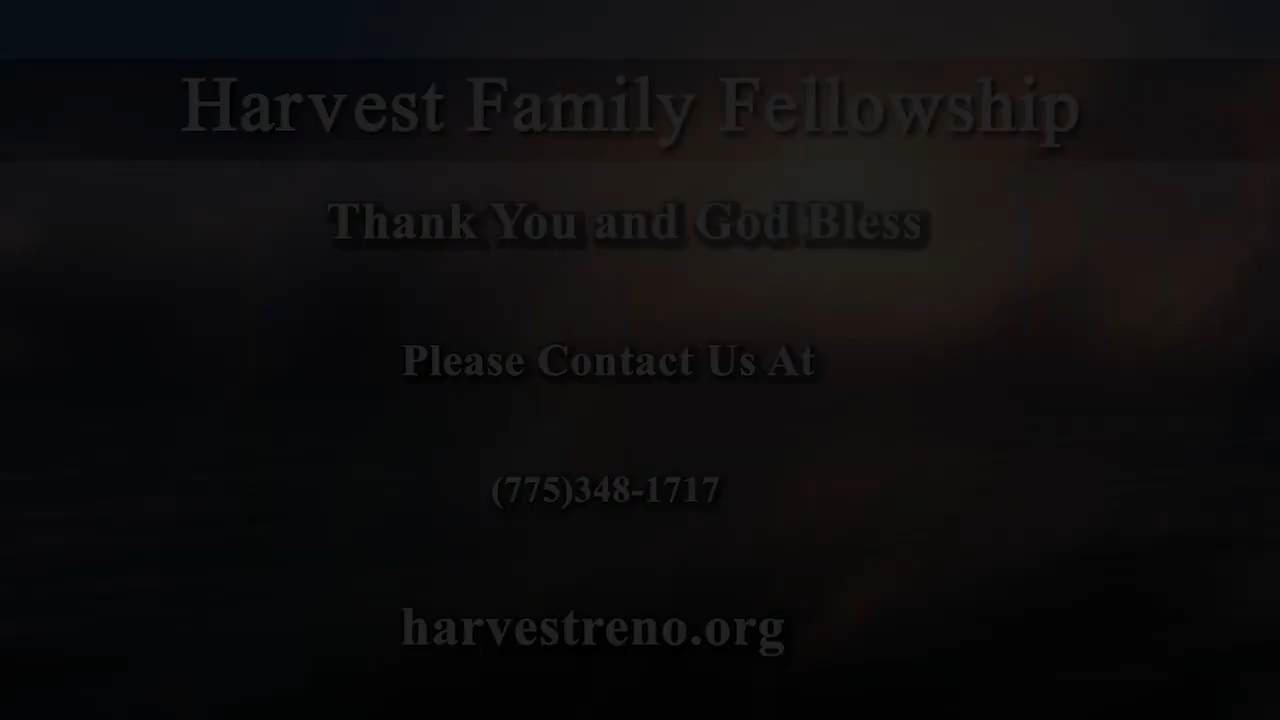 Harvest Family Fellowship
Thank You and God Bless
Please Contact Us At
(775)348-1717
harvestreno.org